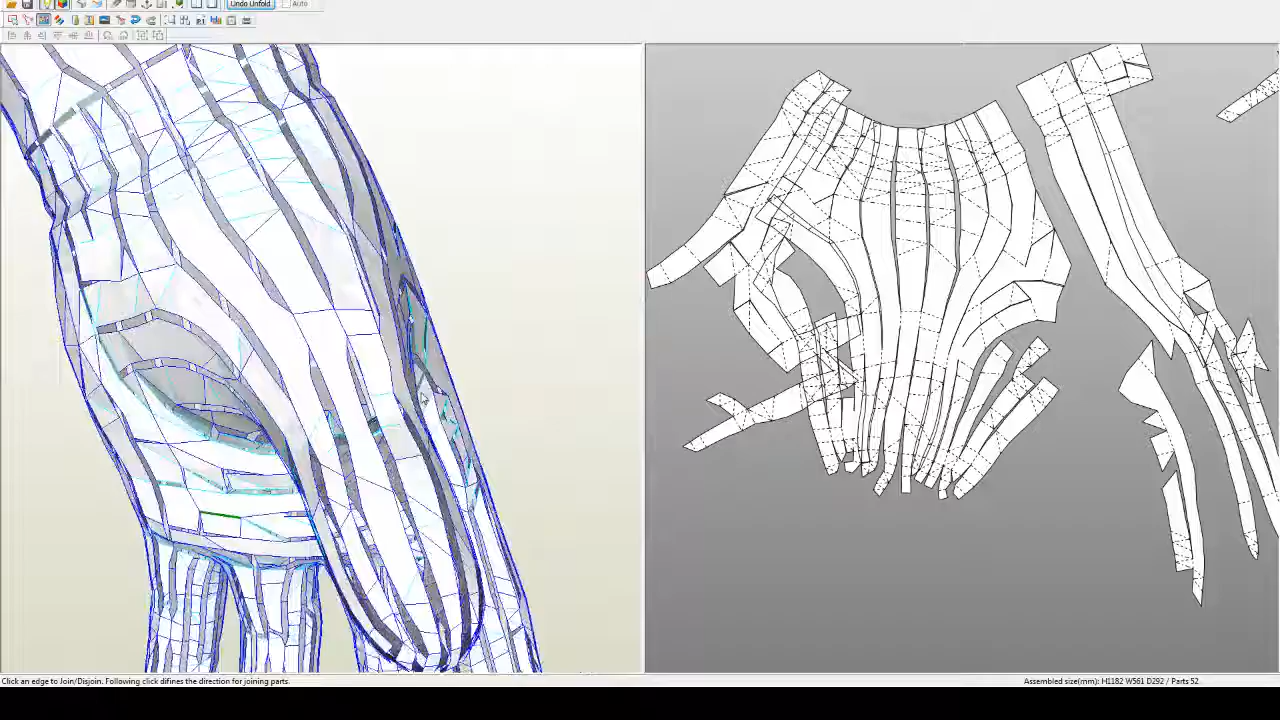 Undo Unfold Auto
Click an edge to Join/Disjoin. Following click difines the direction for joining parts. Assembled size(mm): H1182 W561 D292 / Parts 52